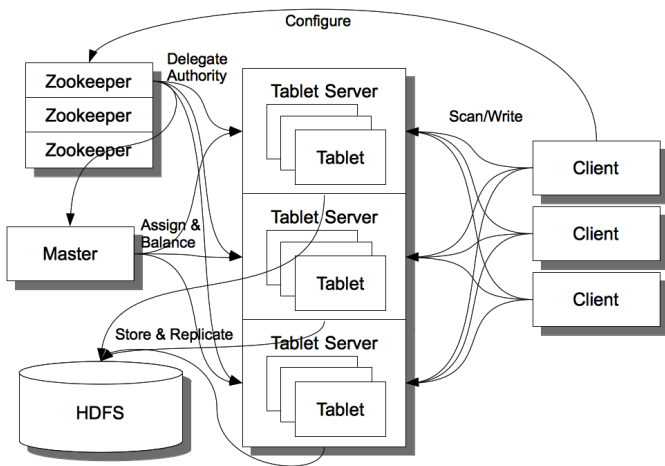 Configure
Delegate
Authority
Zookeeper
Zookeeper
Zookeeper
Tablet Server
Tablet
Scan/Write
Client
Tablet Server
Tablet
Client
Assign &
Balance
Master
Client
Store & Replicate
Tablet Server
Tablet
HDFS